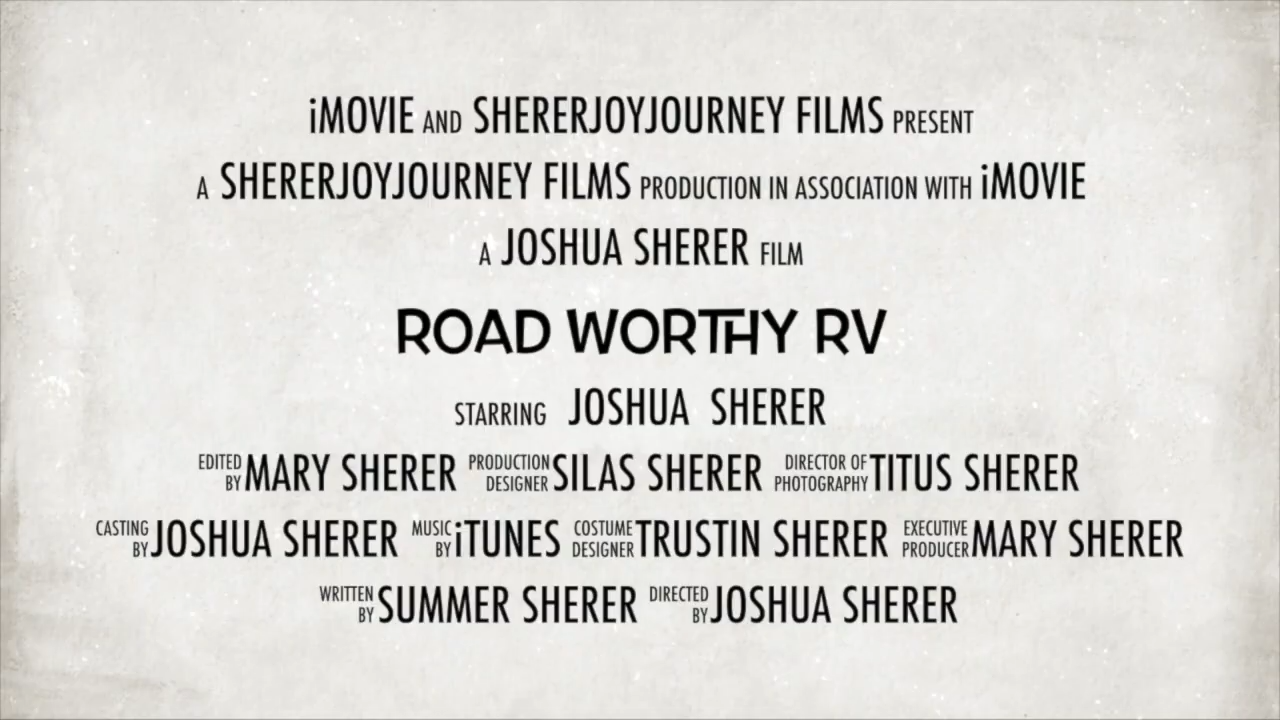 iMOVIE AND SHERERJOYJOURNEY FILMS PRESENT
A SHERERJOYJOURNEY FILMS PRODUCTION IN ASSOCIATION WITH iMOVIE
A JOSHUA SHERER FILM
ROAD WORTHY RV
STARRING JOSHUA SHERER
EDITED BY MARY SHERER PRODUCTION DESIGNER SILAS SHERER DIRECTOR OF PHOTOGRAPHY TITUS SHERER
CASTING BY JOSHUA SHERER MUSIC BY iTUNES COSTUME DESIGNER TRUSTIN SHERER EXECUTIVE PRODUCER MARY SHERER
WRITTEN BY SUMMER SHERER DIRECTED BY JOSHUA SHERER